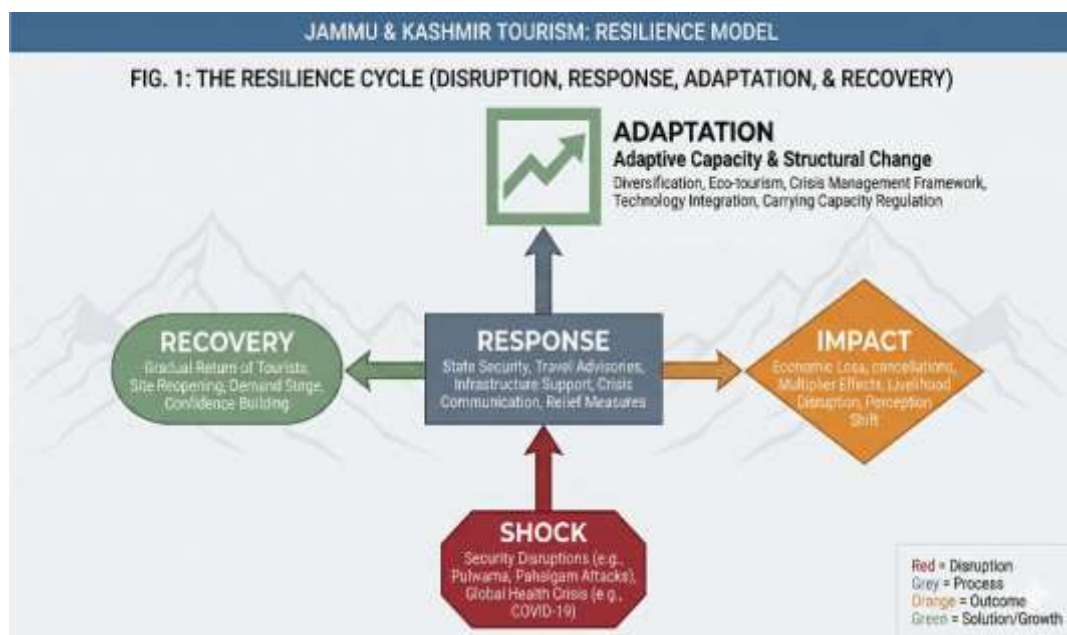 JAMMU & KASHMIR TOURISM: RESILIENCE MODEL
FIG. 1: THE RESILIENCE CYCLE (DISRUPTION, RESPONSE, ADAPTATION, & RECOVERY)
ADAPTATION
Adaptive Capacity & Structural Change
Diversification, Eco-tourism, Crisis Management Framework,
Technology Integration, Carrying Capacity Regulation
RECOVERY
Gradual Return of Tourists,
Site Reopening, Demand Surge,
Confidence Building
RESPONSE
State Security, Travel Advisories,
Infrastructure Support, Crisis
Communication, Relief Measures
IMPACT
Economic Loca, cancellations,
Multiplier Effects, Livelihood
Disruption, Perception
Shift
SHOCK
Security Disruptions (e.g.,
Pulwama, Pahalgam Attacks),
Global Health Crisis (e.g.,
COVID-19)
Red = Disruption
Grey = Process
Orange = Outcome
Green = Solution/Growth